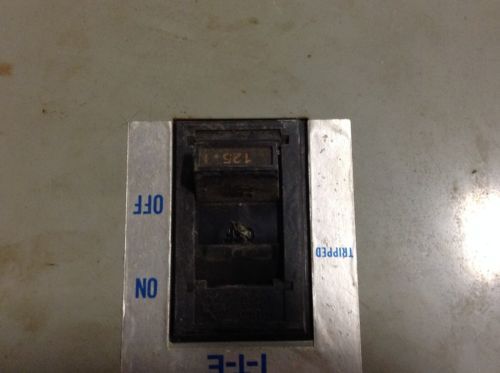 I-T-E
ON
TRIPPED
OFF
125